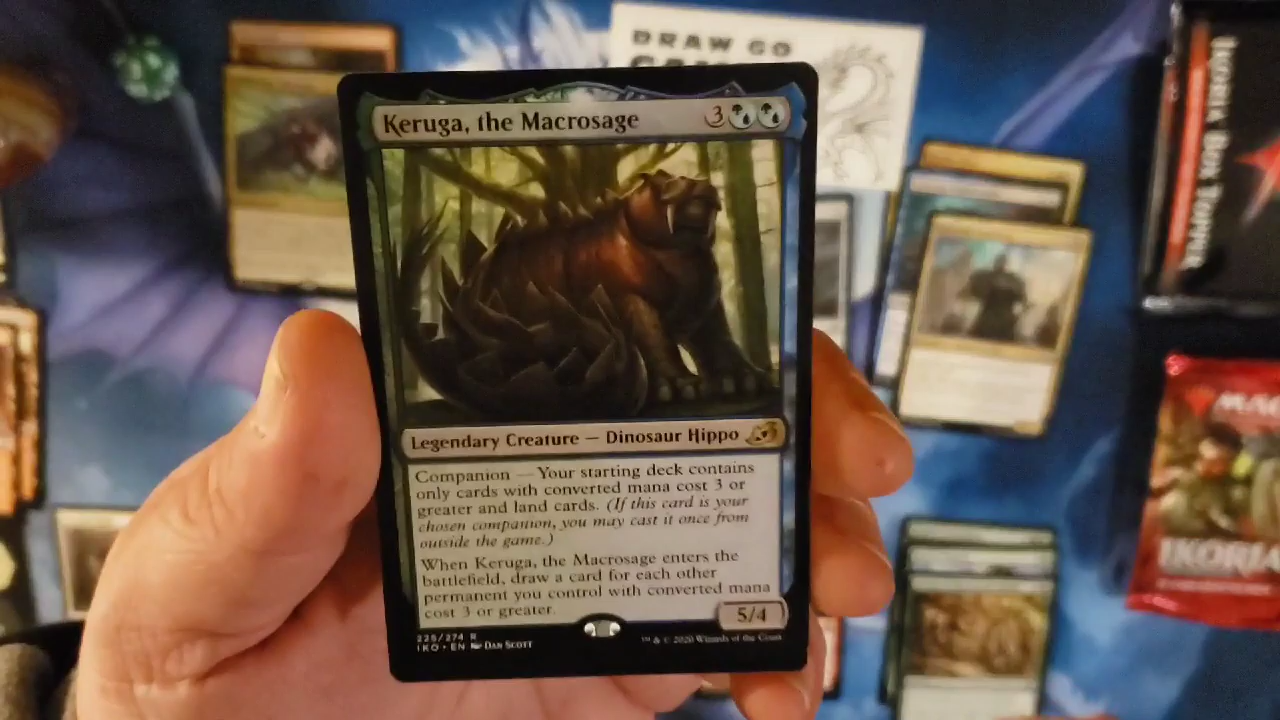 DRAW GO
Keruga, the Macrosage
3
Legendary Creature — Dinosaur Hippo
Companion — Your starting deck contains
only cards with converted mana cost 3 or
greater and land cards. (If this card is your
chosen companion, you may cast it once from
outside the game.)
When Keruga, the Macrosage enters the
battlefield, draw a card for each other
permanent you control with converted mana
cost 3 or greater.
5/4
225/274 R
IKO • EN Dan Scott
™ & © 2020 Wizards of the Coast
Ikoria Box Topper
IKORIA